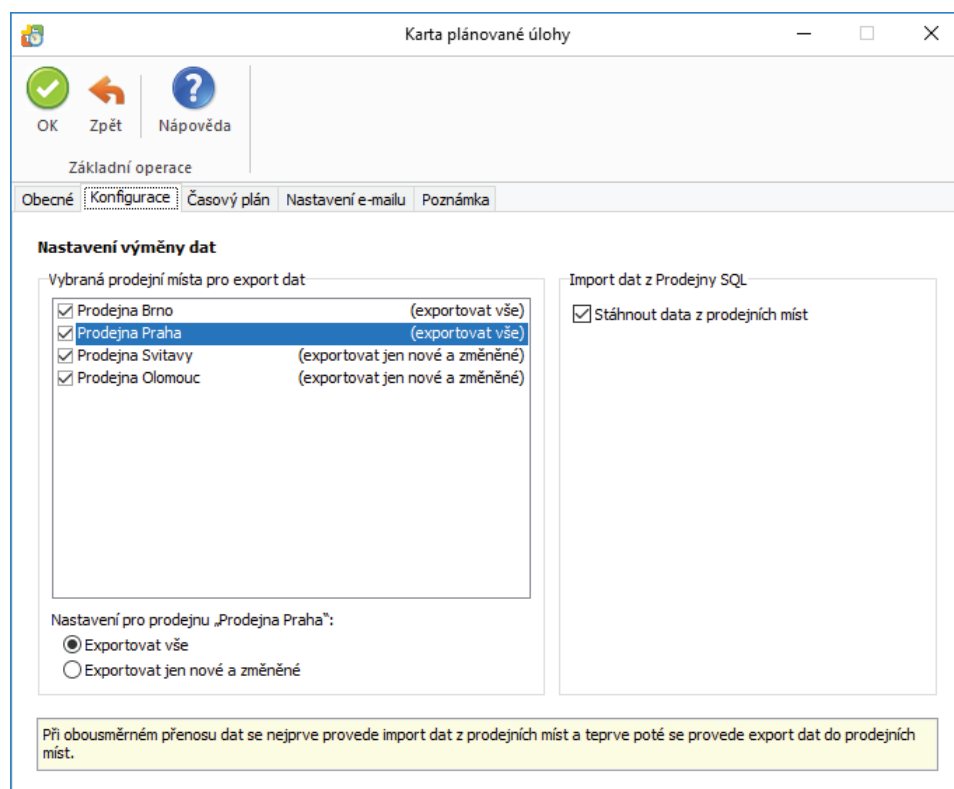 Karta plánované úlohy
OK
Zpět
Nápověda
Základní operace
Obecné
Konfigurace
Časový plán
Nastavení e-mailu
Poznámka
Nastavení výměny dat
Vybraná prodejní místa pro export dat
Prodejna Brno (exportovat vše)
Prodejna Praha (exportovat vše)
Prodejna Svitavy (exportovat jen nové a změněné)
Prodejna Olomouc (exportovat jen nové a změněné)
Nastavení pro prodejnu „Prodejna Praha“:
Exportovat vše
Exportovat jen nové a změněné
Import dat z Prodejny SQL
Stáhnout data z prodejních míst
Při obousměrném přenosu dat se nejprve provede import dat z prodejních míst a teprve poté se provede export dat do prodejních
míst.